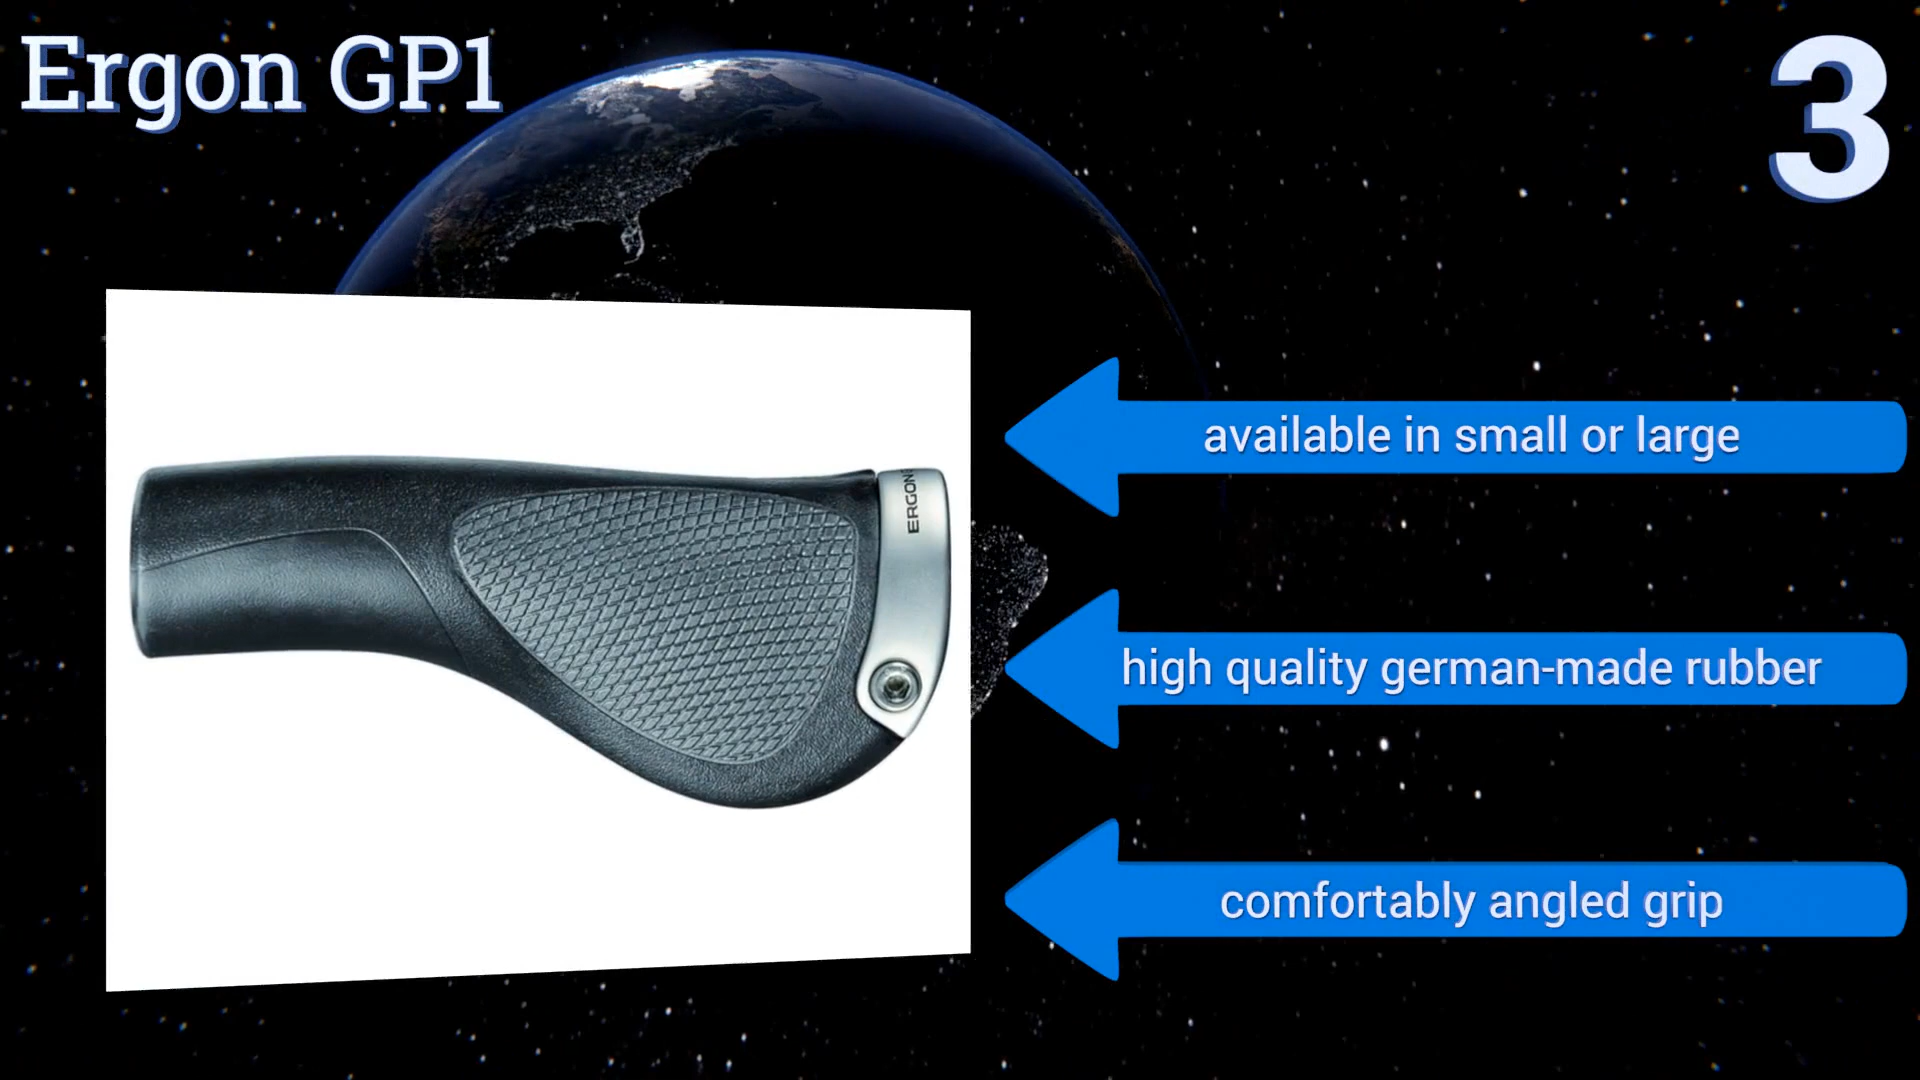 Ergon GP1
3
available in small or large
ERGON
high quality german-made rubber
comfortably angled grip